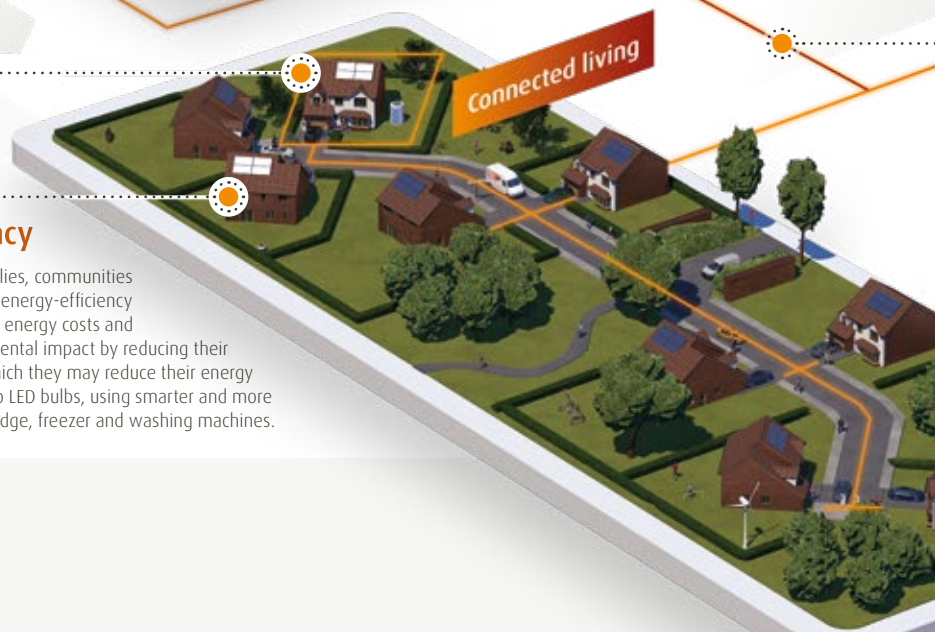 Connected living
cy
lies, communities
energy-efficiency
energy costs and
ental impact by reducing their
ich they may reduce their energy
o LED bulbs, using smarter and more
dge, freezer and washing machines.